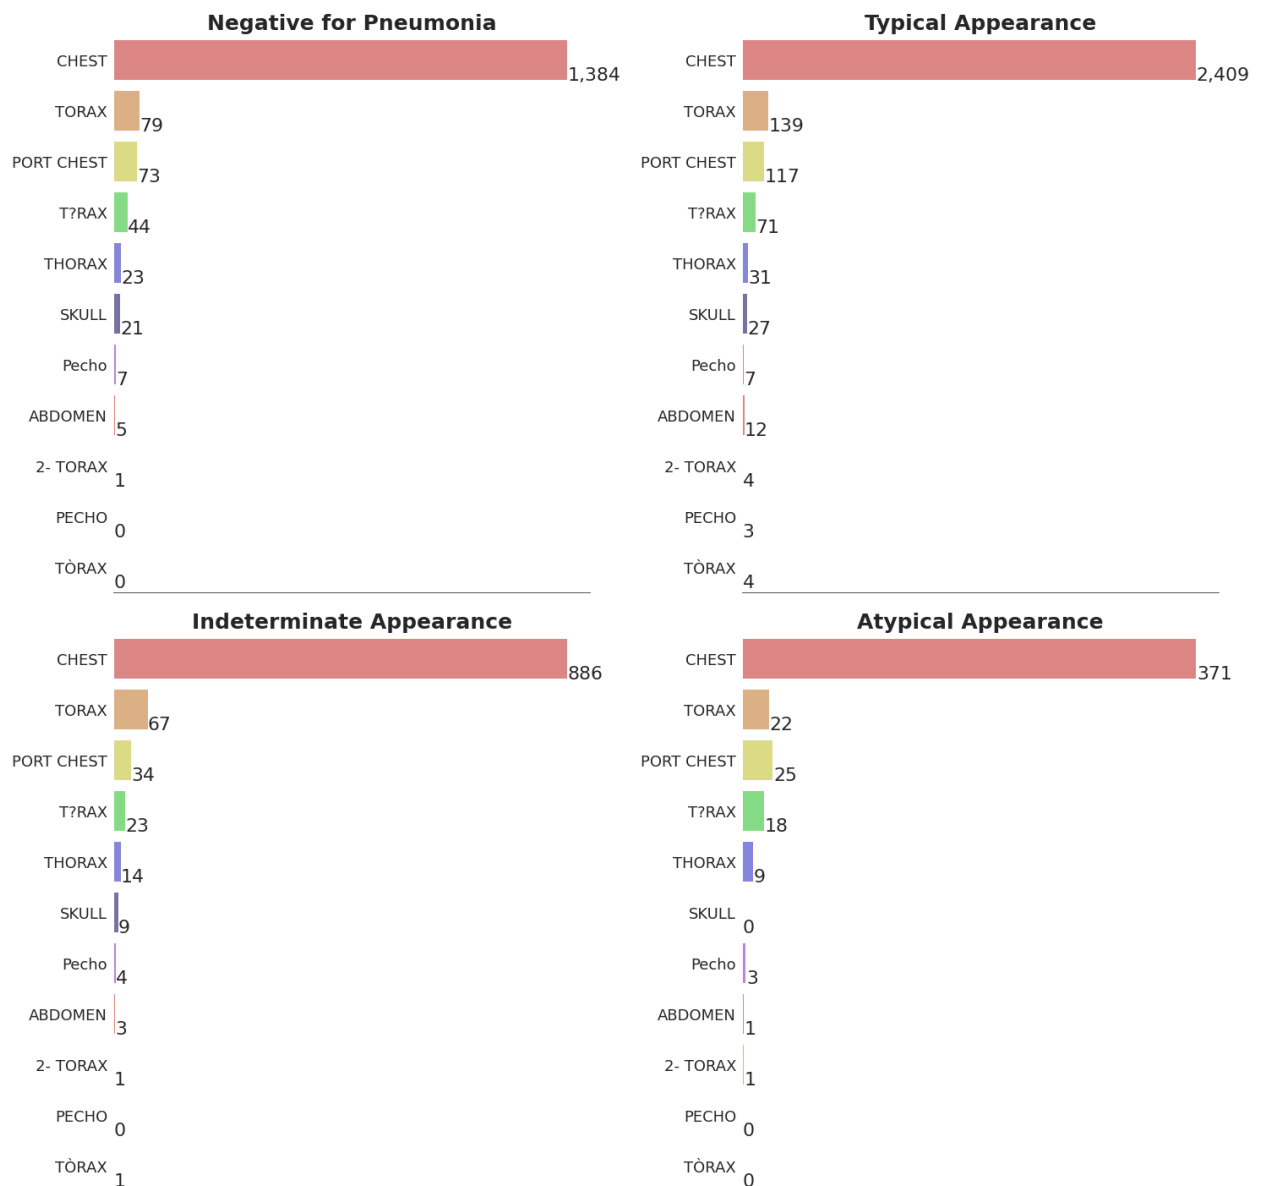 Negative for Pneumonia
CHEST 1,384
TORAX 79
PORT CHEST 73
T?RAX 44
THORAX 23
SKULL 21
Pecho 7
ABDOMEN 5
2- TORAX 1
PECHO 0
TÒRAX 0
Typical Appearance
CHEST 2,409
TORAX 139
PORT CHEST 117
T?RAX 71
THORAX 31
SKULL 27
Pecho 7
ABDOMEN 12
2- TORAX 4
PECHO 3
TÒRAX 4
Indeterminate Appearance
CHEST 886
TORAX 67
PORT CHEST 34
T?RAX 23
THORAX 14
SKULL 9
Pecho 4
ABDOMEN 3
2- TORAX 1
PECHO 0
TÒRAX 1
Atypical Appearance
CHEST 371
TORAX 22
PORT CHEST 25
T?RAX 18
THORAX 9
SKULL 0
Pecho 3
ABDOMEN 1
2- TORAX 1
PECHO 0
TÒRAX 0